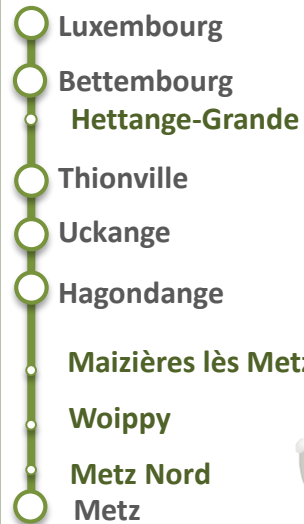 Luxembourg
Bettembourg
Hettange-Grande
Thionville
Uckange
Hagondange
Maizières lès Metz
Woippy
Metz Nord
Metz